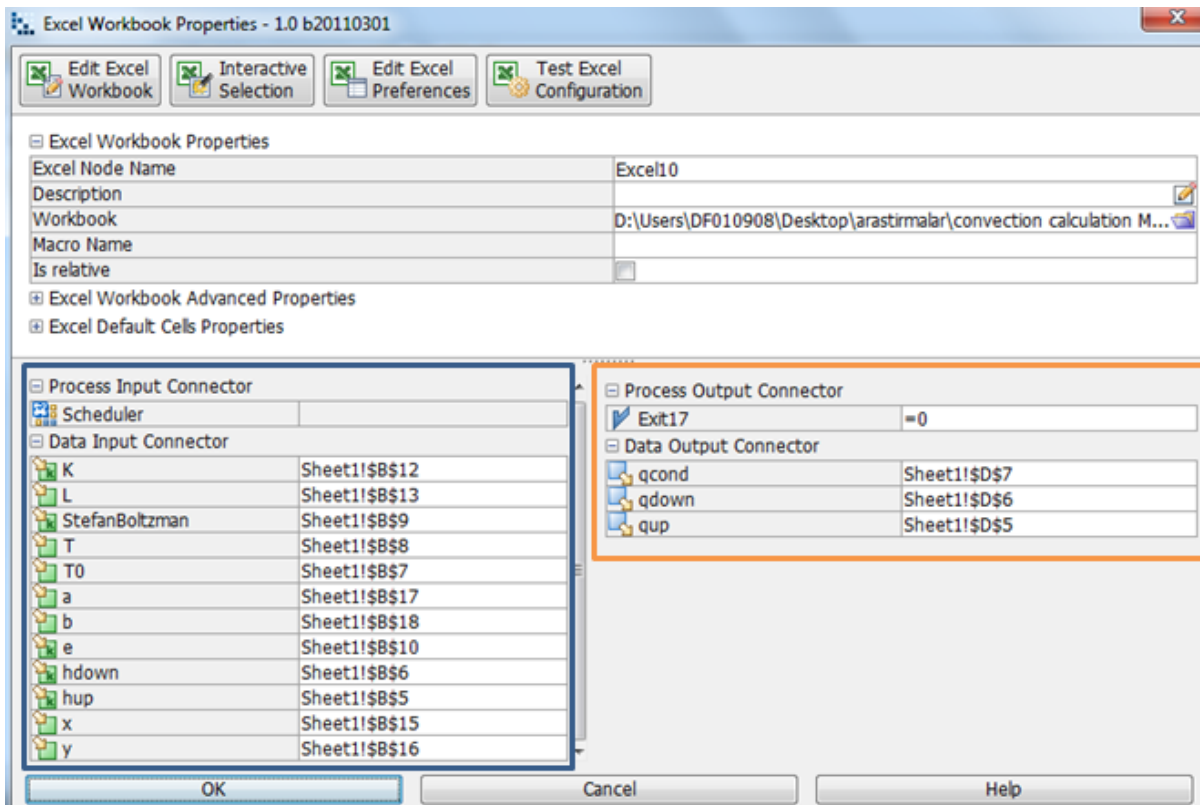 Excel Workbook Properties - 1.0 b20110301
x
Edit Excel Workbook
Interactive Selection
Edit Excel Preferences
Test Excel Configuration
Excel Workbook Properties
Excel Node Name Excel10
Description
Workbook D:\Users\DF010908\Desktop\arastirmalar\convection calculation M...
Macro Name
Is relative
Excel Workbook Advanced Properties
Excel Default Cells Properties
Process Input Connector
Scheduler
Data Input Connector
K Sheet1!$B$12
L Sheet1!$B$13
StefanBoltzman Sheet1!$B$9
T Sheet1!$B$8
T0 Sheet1!$B$7
a Sheet1!$B$17
b Sheet1!$B$18
e Sheet1!$B$10
hdown Sheet1!$B$6
hup Sheet1!$B$5
x Sheet1!$B$15
y Sheet1!$B$16
Process Output Connector
Exit17 =0
Data Output Connector
qcond Sheet1!$D$7
qdown Sheet1!$D$6
qup Sheet1!$D$5
OK Cancel Help